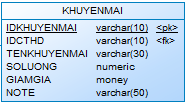 KHUYENMAI
IDKHUYENMAI varchar(10) <pk>
IDCTHD varchar(10) <fk>
TENKHUYENMAI varchar(30)
SOLUONG numeric
GIAMGIA money
NOTE varchar(50)